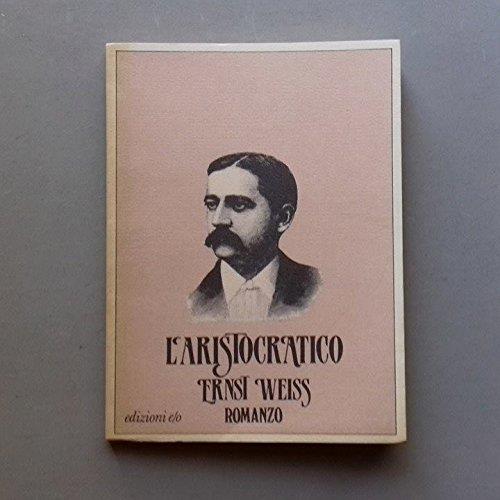 L'ARISTOCRATICO
ERNST WEISS
ROMANZO
edizioni e/o